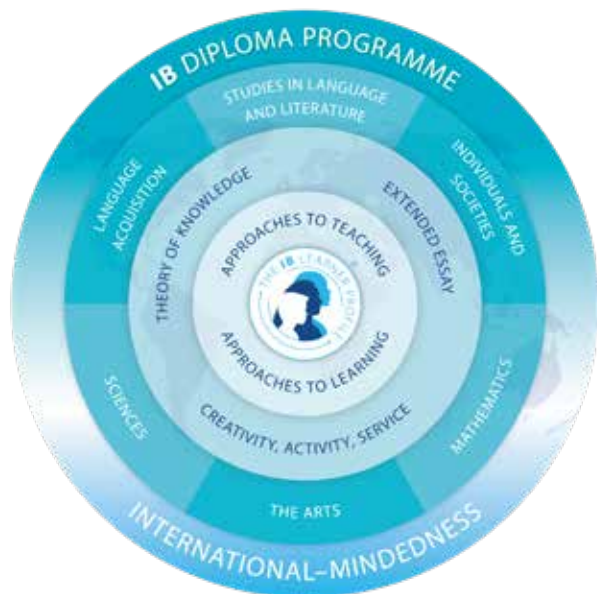 IB DIPLOMA PROGRAMME
STUDIES IN LANGUAGE
AND LITERATURE
LANGUAGE
ACQUISITION
INDIVIDUALS AND
SOCIETIES
THEORY OF KNOWLEDGE
EXTENDED ESSAY
APPROACHES TO TEACHING
THE IB LEARNER PROFILE
APPROACHES TO LEARNING
CREATIVITY, ACTIVITY, SERVICE
SCIENCES
MATHEMATICS
THE ARTS
INTERNATIONAL–MINDEDNESS